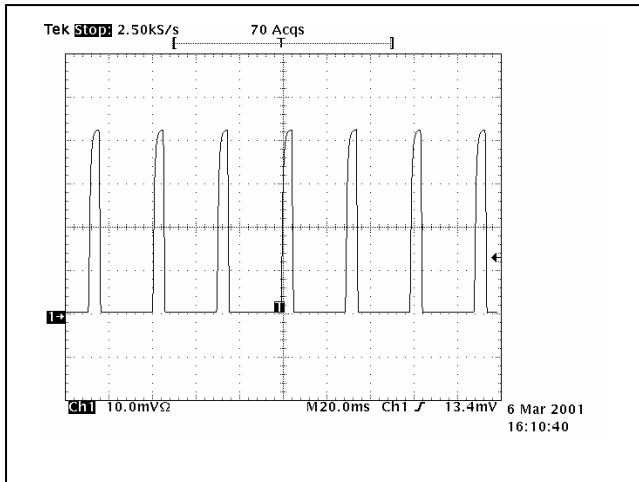 Tek Stop: 2.50kS/s 70 Acqs
T
T
1→
Ch1 10.0mVΩ M20.0ms Ch1 ∫ 13.4mV
6 Mar 2001
16:10:40